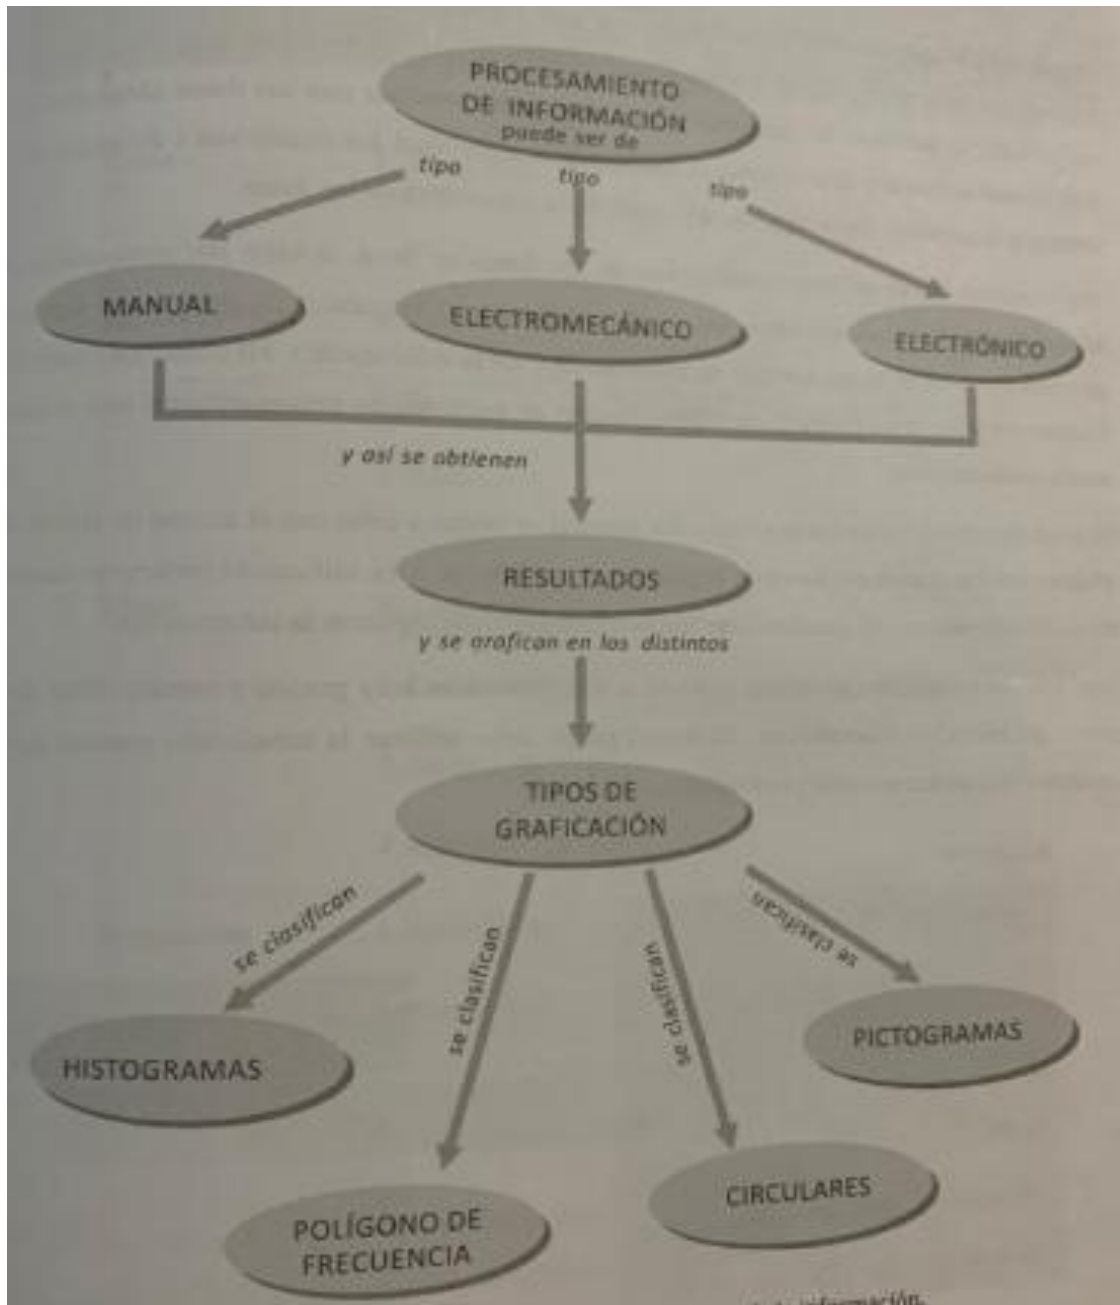 PROCESAMIENTO
DE INFORMACIÓN
puede ser de
tipo
tipo
tipo
MANUAL
ELECTROMECÁNICO
ELECTRÓNICO
y así se obtienen
RESULTADOS
y se grafican en los distintos
TIPOS DE
GRAFICACIÓN
se clasifican
se clasifican
se clasifican
se clasifican
HISTOGRAMAS
POLÍGONO DE
FRECUENCIA
CIRCULARES
PICTOGRAMAS
información.